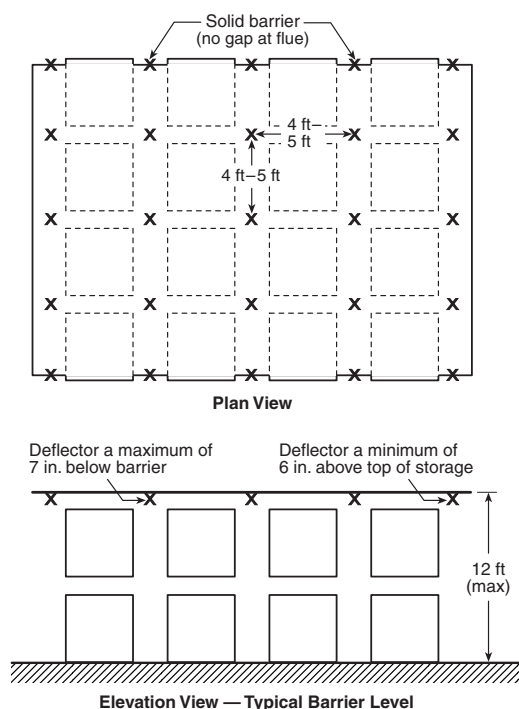 Solid barrier
(no gap at flue)
X X X X X
X X X 4 ft– X X
5 ft
4 ft–5 ft
X X X X X
X X X X X
X X X X X
Plan View
Deflector a maximum of
7 in. below barrier
Deflector a minimum of
6 in. above top of storage
X X X X X
12 ft
(max)
Elevation View — Typical Barrier Level